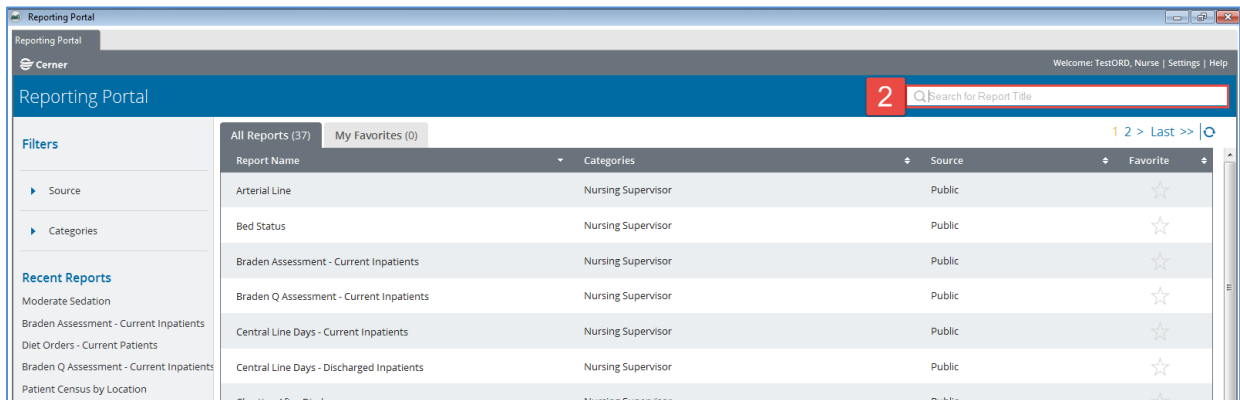 Reporting Portal
Reporting Portal
Cerner
Welcome: TestORD, Nurse | Settings | Help
Reporting Portal
2
Search for Report Title
Filters
Source
Categories
Recent Reports
Moderate Sedation
Braden Assessment - Current Inpatients
Diet Orders - Current Patients
Braden Q Assessment - Current Inpatients
Patient Census by Location
All Reports (37) My Favorites (0)
1 2 > Last >>
Report Name Categories Source Favorite
Arterial Line Nursing Supervisor Public
Bed Status Nursing Supervisor Public
Braden Assessment - Current Inpatients Nursing Supervisor Public
Braden Q Assessment - Current Inpatients Nursing Supervisor Public
Central Line Days - Current Inpatients Nursing Supervisor Public
Central Line Days - Discharged Inpatients Nursing Supervisor Public